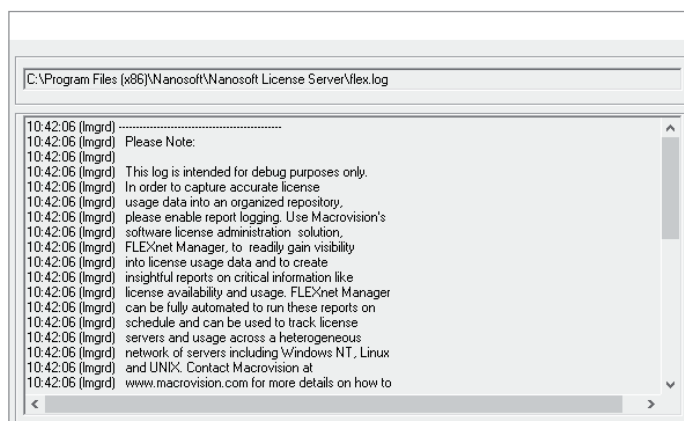 C:\Program Files (x86)\Nanosoft\Nanosoft License Server\flex.log
10:42:06 (lmgrd) -----------------------------------------------
10:42:06 (lmgrd) Please Note:
10:42:06 (lmgrd)
10:42:06 (lmgrd) This log is intended for debug purposes only.
10:42:06 (lmgrd) In order to capture accurate license
10:42:06 (lmgrd) usage data into an organized repository,
10:42:06 (lmgrd) please enable report logging. Use Macrovision's
10:42:06 (lmgrd) software license administration solution,
10:42:06 (lmgrd) FLEXnet Manager, to readily gain visibility
10:42:06 (lmgrd) into license usage data and to create
10:42:06 (lmgrd) insightful reports on critical information like
10:42:06 (lmgrd) license availability and usage. FLEXnet Manager
10:42:06 (lmgrd) can be fully automated to run these reports on
10:42:06 (lmgrd) schedule and can be used to track license
10:42:06 (lmgrd) servers and usage across a heterogeneous
10:42:06 (lmgrd) network of servers including Windows NT, Linux
10:42:06 (lmgrd) and UNIX. Contact Macrovision at
10:42:06 (lmgrd) www.macrovision.com for more details on how to